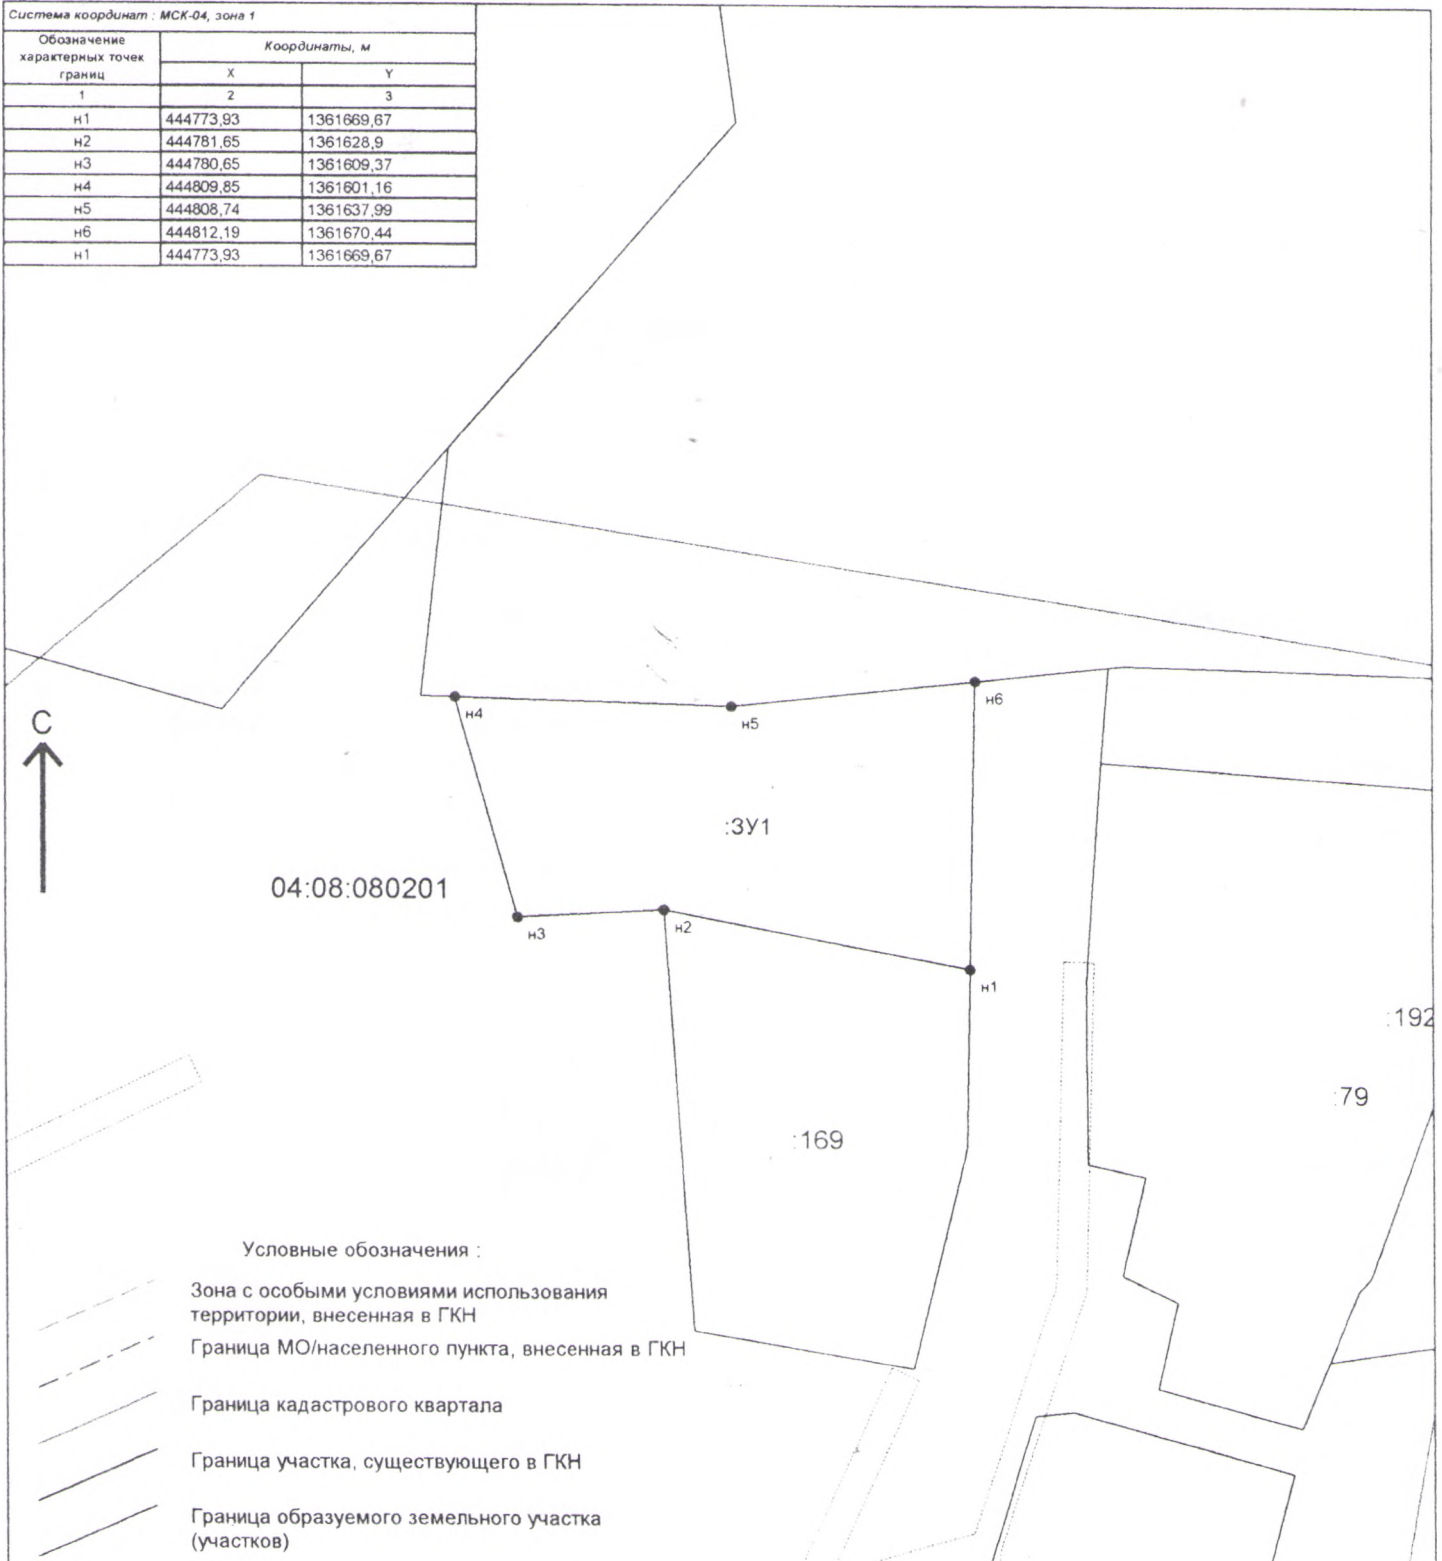 Система координат : МСК-04, зона 1
Обозначение характерных точек границ Координаты, м
X Y
1 2 3
н1 444773,93 1361669,67
н2 444781,65 1361628,9
н3 444780,65 1361609,37
н4 444809,85 1361601,16
н5 444808,74 1361637,99
н6 444812,19 1361670,44
н1 444773,93 1361669,67
н6
н4
н5
С
:ЗУ1
04:08:080201
н3
н2
н1
:192
:79
:169
Условные обозначения :
Зона с особыми условиями использования
территории, внесенная в ГКН
Граница МО/населенного пункта, внесенная в ГКН
Граница кадастрового квартала
Граница участка, существующего в ГКН
Граница образуемого земельного участка
(участков)